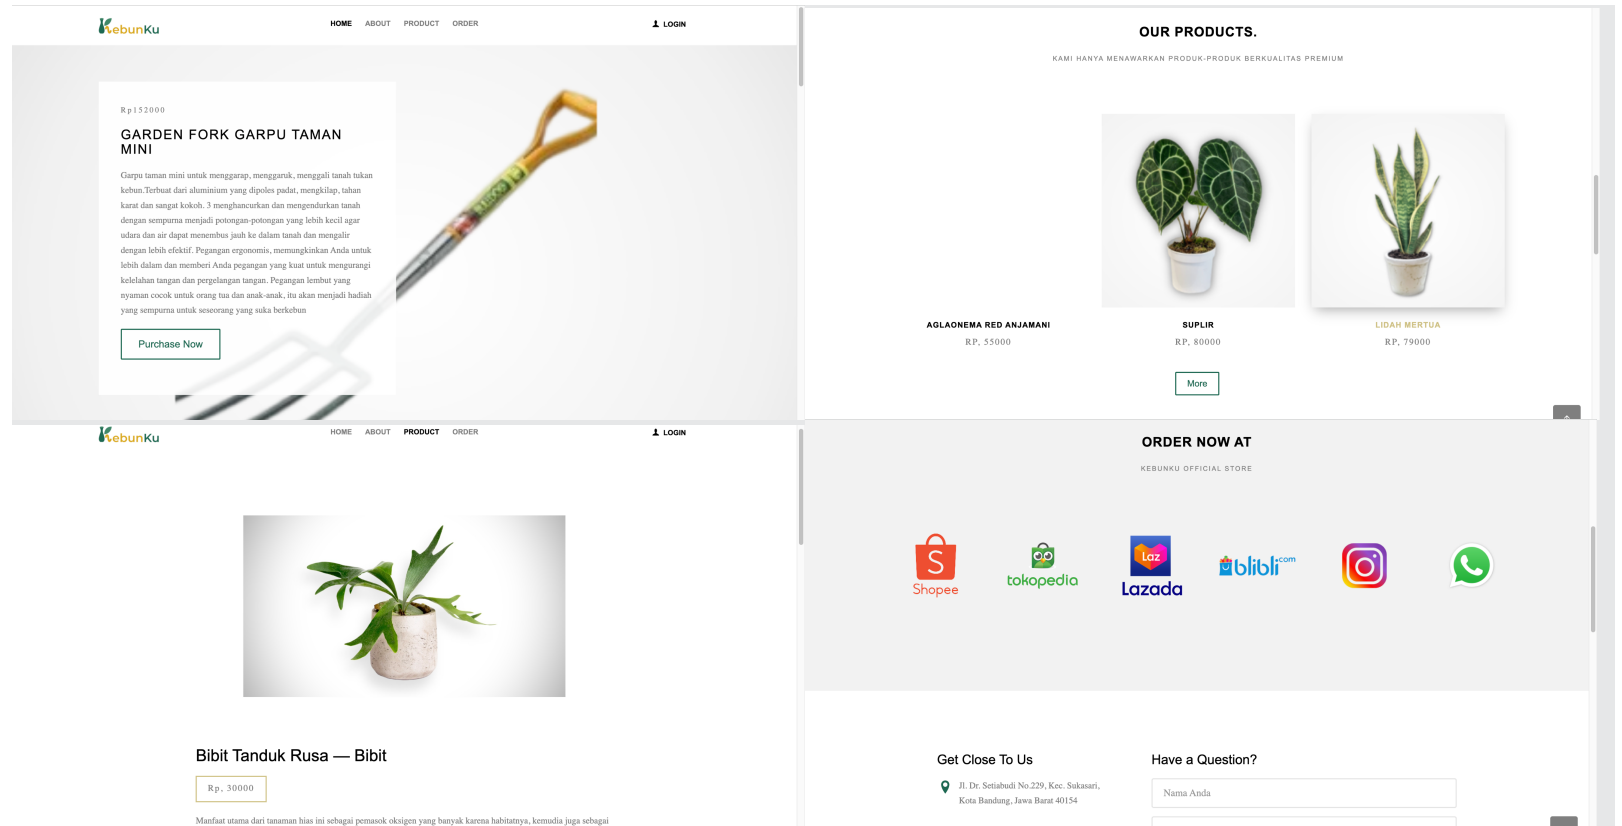 KebunKu
HOME ABOUT PRODUCT ORDER
LOGIN
Rp152000
GARDEN FORK GARPU TAMAN
MINI
Garpu taman mini untuk menggarap, menggaruk, menggali tanah tukan
kebun.Terbuat dari aluminium yang dipoles padat, mengkilap, tahan
karat dan sangat kokoh. 3 menghancurkan dan mengendurkan tanah
dengan sempurna menjadi potongan-potongan yang lebih kecil agar
udara dan air dapat menembus jauh ke dalam tanah dan mengalir
dengan lebih efektif. Pegangan ergonomis, memungkinkan Anda untuk
lebih dalam dan memberi Anda pegangan yang kuat untuk mengurangi
kelelahan tangan dan pergelangan tangan. Pegangan lembut yang
nyaman cocok untuk orang tua dan anak-anak, itu akan menjadi hadiah
yang sempurna untuk seseorang yang suka berkebun
Purchase Now
OUR PRODUCTS.
KAMI HANYA MENAWARKAN PRODUK-PRODUK BERKUALITAS PREMIUM
AGLAONEMA RED ANJAMANI
RP, 55000
SUPLIR
RP, 80000
LIDAH MERTUA
RP, 79000
More
KebunKu
HOME ABOUT PRODUCT ORDER
LOGIN
Bibit Tanduk Rusa — Bibit
Rp, 30000
Manfaat utama dari tanaman hias ini sebagai pemasok oksigen yang banyak karena habitatnya, kemudia juga sebagai
ORDER NOW AT
KEBUNKU OFFICIAL STORE
S
Shopee
tokopedia
Laz
Lazada
blibli.com
Get Close To Us
Jl. Dr. Setiabudi No.229, Kec. Sukasari,
Kota Bandung, Jawa Barat 40154
Have a Question?
Nama Anda